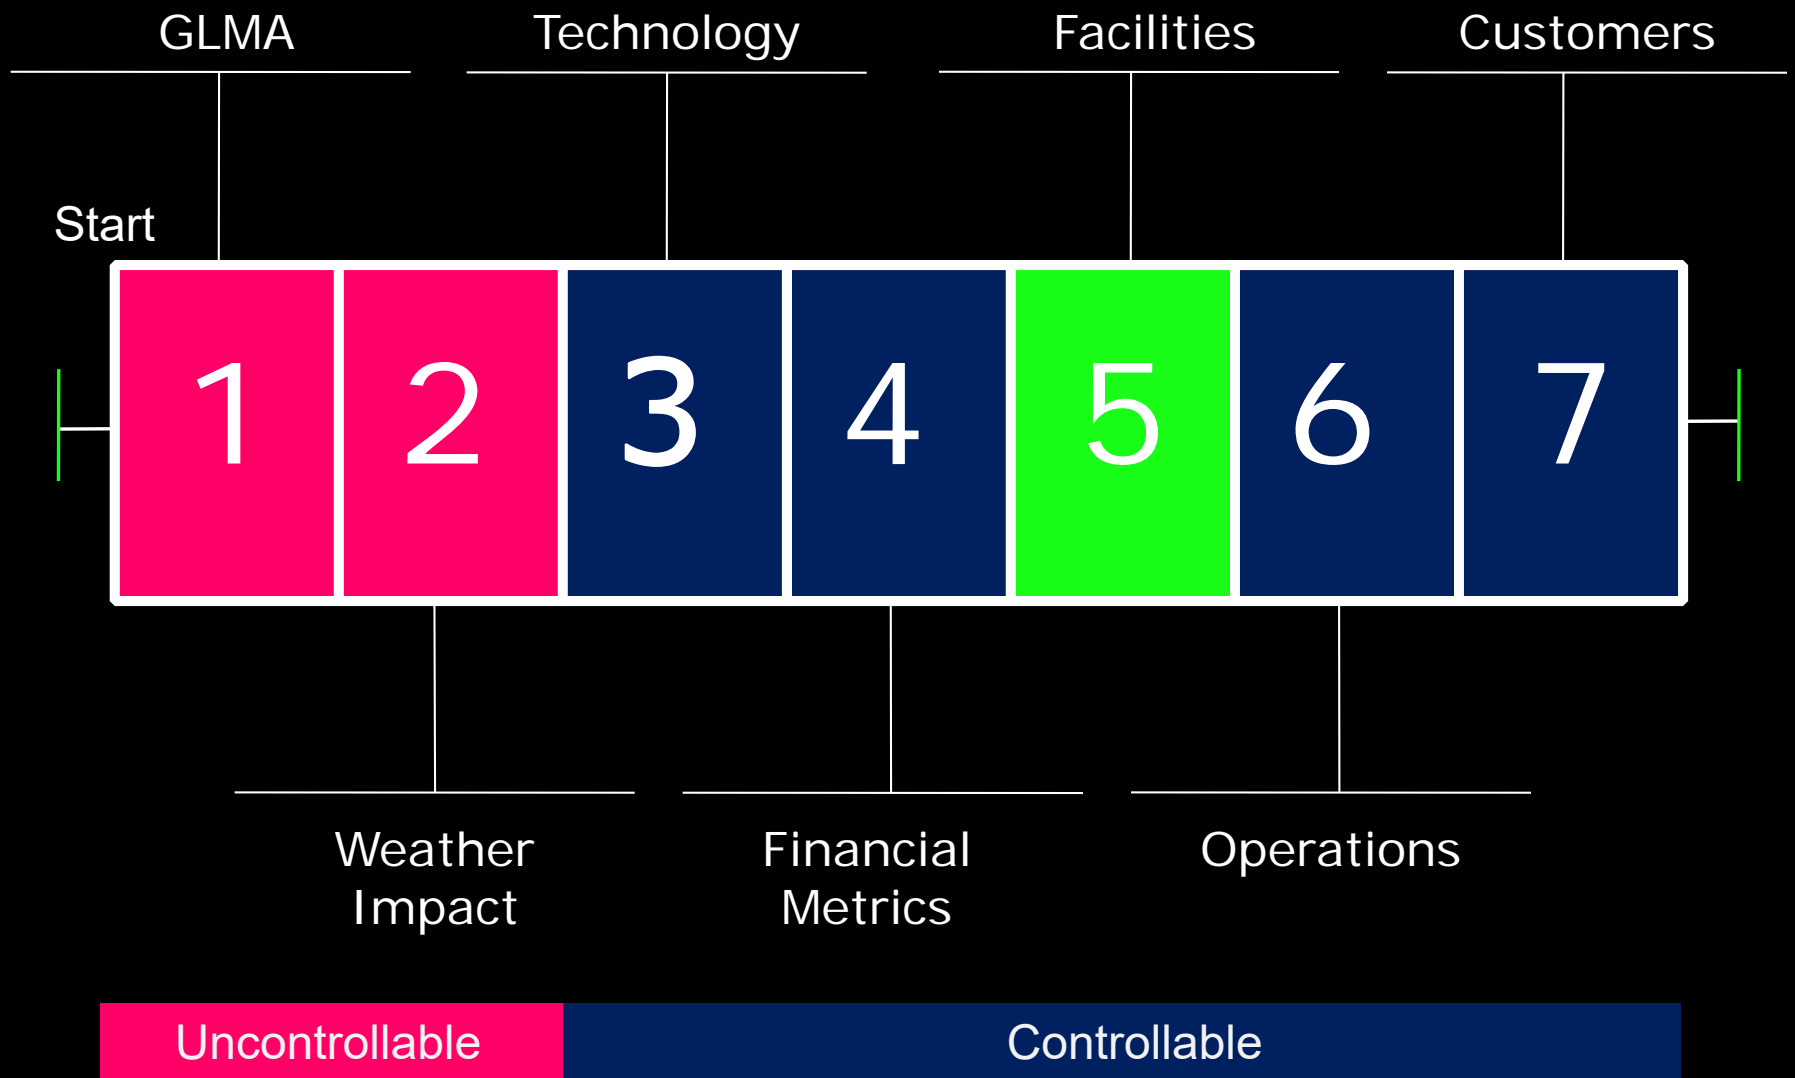 GLMA
Technology
Facilities
Customers
Start
1 2 3 4 5 6 7
Weather
Impact
Financial
Metrics
Operations
Uncontrollable
Controllable